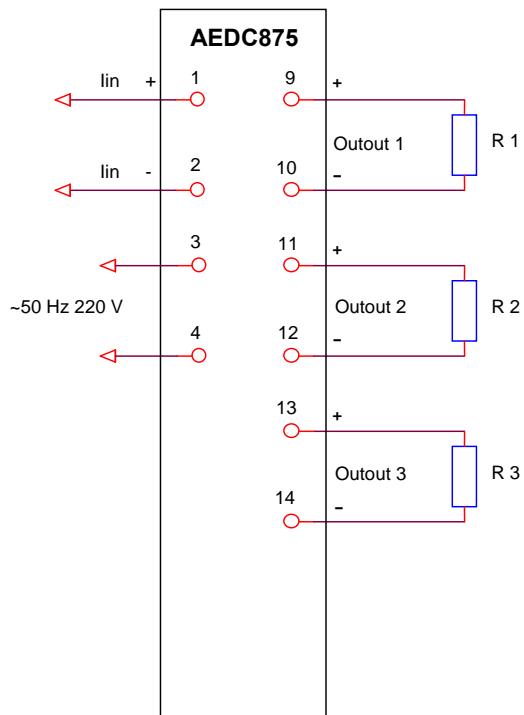 AEDC875
Iin + 1 9 +
Outout 1 R 1
Iin - 2 10 -
3 11 +
~50 Hz 220 V Outout 2 R 2
4 12 -
13 +
Outout 3 R 3
14 -